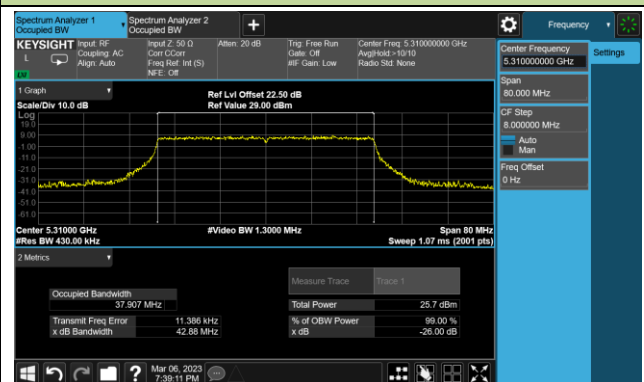 Spectrum Analyzer 1
Occupied BW
Spectrum Analyzer 2
Occupied BW
+
Frequency
KEYSIGHT
L
Input: RF
Coupling: AC
Align: Auto
Input Z: 50 Ω
Corr CCorr
Freq Ref: Int (S)
NFE: Off
Atten: 20 dB
Trig: Free Run
Gate: Off
#IF Gain: Low
Center Freq: 5.310000000 GHz
Avg|Hold:>10/10
Radio Std: None
Center Frequency
5.310000000 GHz
Settings
Span
80.000 MHz
CF Step
8.000000 MHz
Auto
Man
Freq Offset
0 Hz
1 Graph
Scale/Div 10.0 dB
Ref Lvl Offset 22.50 dB
Ref Value 29.00 dBm
Log
19.0
9.00
-1.00
-11.0
-21.0
-31.0
-41.0
-51.0
-61.0
Center 5.31000 GHz
#Res BW 430.00 kHz
#Video BW 1.3000 MHz
Span 80 MHz
Sweep 1.07 ms (2001 pts)
2 Metrics
Measure Trace
Trace 1
Occupied Bandwidth
37.907 MHz
Total Power
25.7 dBm
Transmit Freq Error
11.386 kHz
% of OBW Power
99.00 %
x dB Bandwidth
42.88 MHz
x dB
-26.00 dB
?
Mar 06, 2023
7:39:11 PM